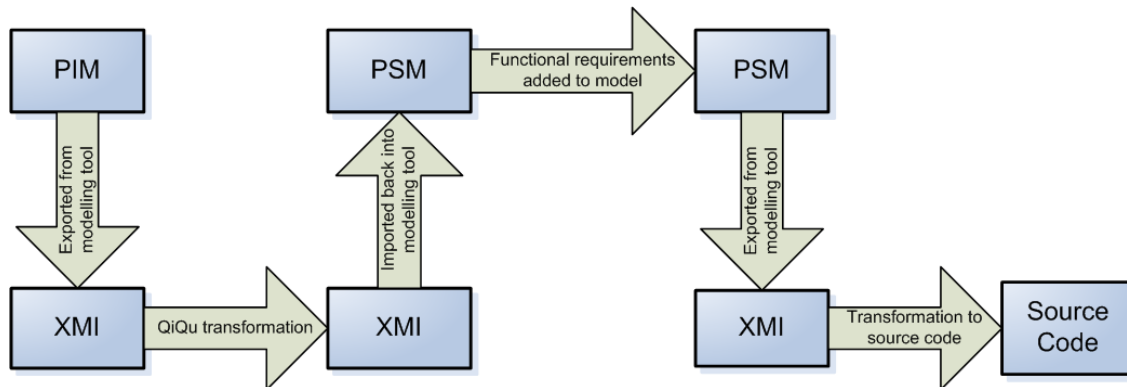 PIM
PSM
Functional requirements
added to model
PSM
Exported from
modelling tool
Imported back into
modelling tool
Exported from
modelling tool
XMI
QiQu transformation
XMI
XMI
Transformation to
source code
Source
Code